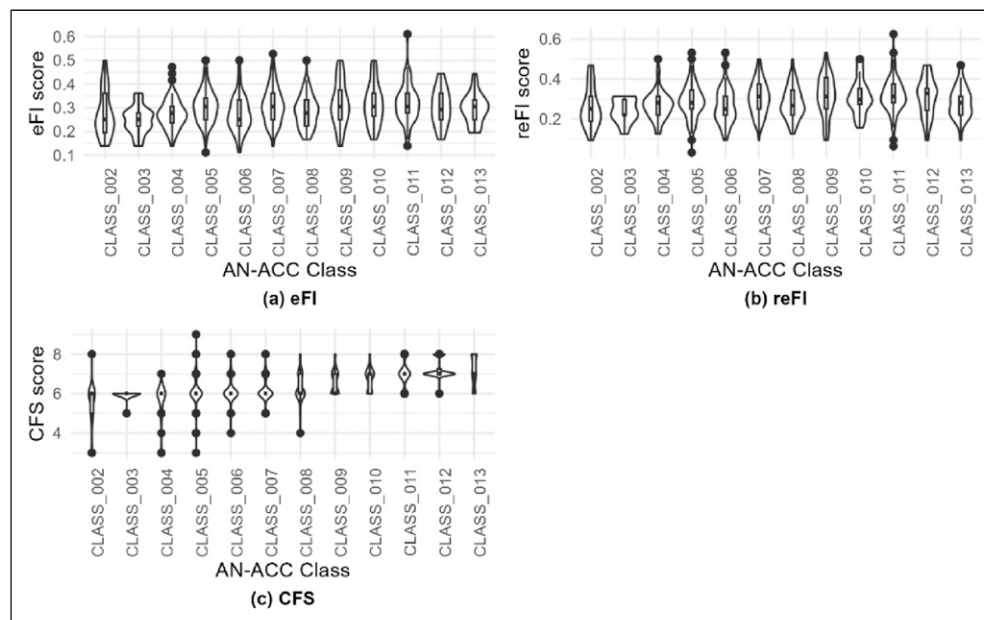 eFI score
0.6
0.5
0.4
0.3
0.2
0.1
CLASS_002
CLASS_003
CLASS_004
CLASS_005
CLASS_006
CLASS_007
CLASS_008
CLASS_009
CLASS_010
CLASS_011
CLASS_012
CLASS_013
AN-ACC Class
(a) eFI
reFI score
0.6
0.4
0.2
CLASS_002
CLASS_003
CLASS_004
CLASS_005
CLASS_006
CLASS_007
CLASS_008
CLASS_009
CLASS_010
CLASS_011
CLASS_012
CLASS_013
AN-ACC Class
(b) reFI
CFS score
8
6
4
CLASS_002
CLASS_003
CLASS_004
CLASS_005
CLASS_006
CLASS_007
CLASS_008
CLASS_009
CLASS_010
CLASS_011
CLASS_012
CLASS_013
AN-ACC Class
(c) CFS